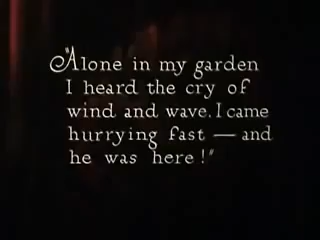 "Alone in my garden
I heard the cry of
wind and wave. I came
hurrying fast — and
he was here!"